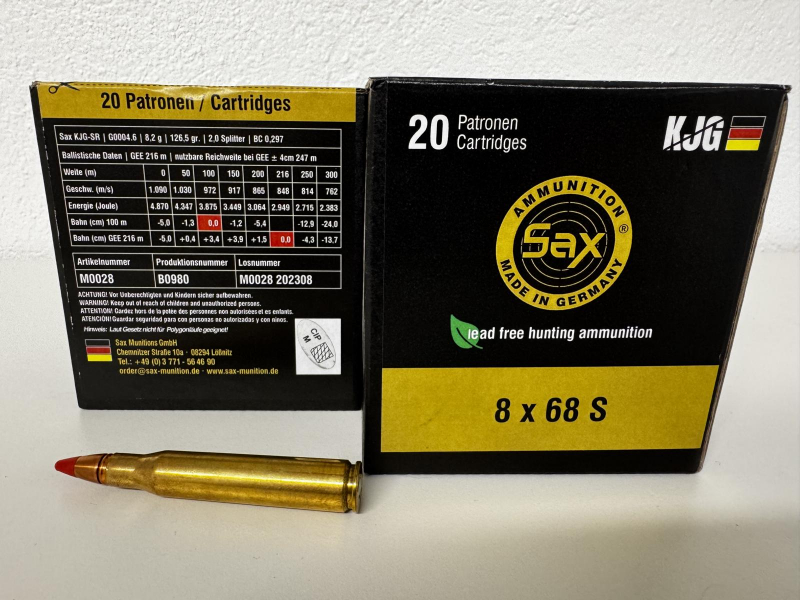 20 Patronen / Cartridges
Sax KJG-SR | G0004.6 | 8,2 g | 126,5 gr. | 2,0 Splitter | BC 0,297
Ballistische Daten | GEE 216 m | nutzbare Reichweite bei GEE ± 4cm 247 m
Weite (m) 0 50 100 150 200 216 250 300
Geschw. (m/s) 1.090 1.030 972 917 865 848 814 762
Energie (Joule) 4.870 4.347 3.875 3.449 3.064 2.949 2.715 2.383
Bahn (cm) 100 m -5,0 -1,3 0,0 -1,2 -5,4 -12,9 -24,0
Bahn (cm) GEE 216 m -5,0 +0,4 +3,4 +3,9 +1,5 0,0 -4,3 -13,7
Artikelnummer Produktionsnummer Losnummer
M0028 B0980 M0028 202308
ACHTUNG! Vor Unberechtigten und Kindern sicher aufbewahren.
WARNING! Keep out of reach of children and unauthorized persons.
ATTENTION! Gardez hors de la potée des personnes non autorisées et es enfants.
ATENCIÓN! Guardar seguridad para con personas no autorizadas y con ninos.
Hinweis: Laut Gesetz nicht für Polygonläufe geeignet!
Sax Munitions GmbH
Chemnitzer Straße 10a · 08294 Lößnitz
Tel.: + 49 (0) 3 771 - 56 46 90
order@sax-munition.de · www.sax-munition.de
CIP
M
20 Patronen
Cartridges
KJG
AMMUNITION
Sax ®
MADE IN GERMANY
lead free hunting ammunition
8 x 68 S